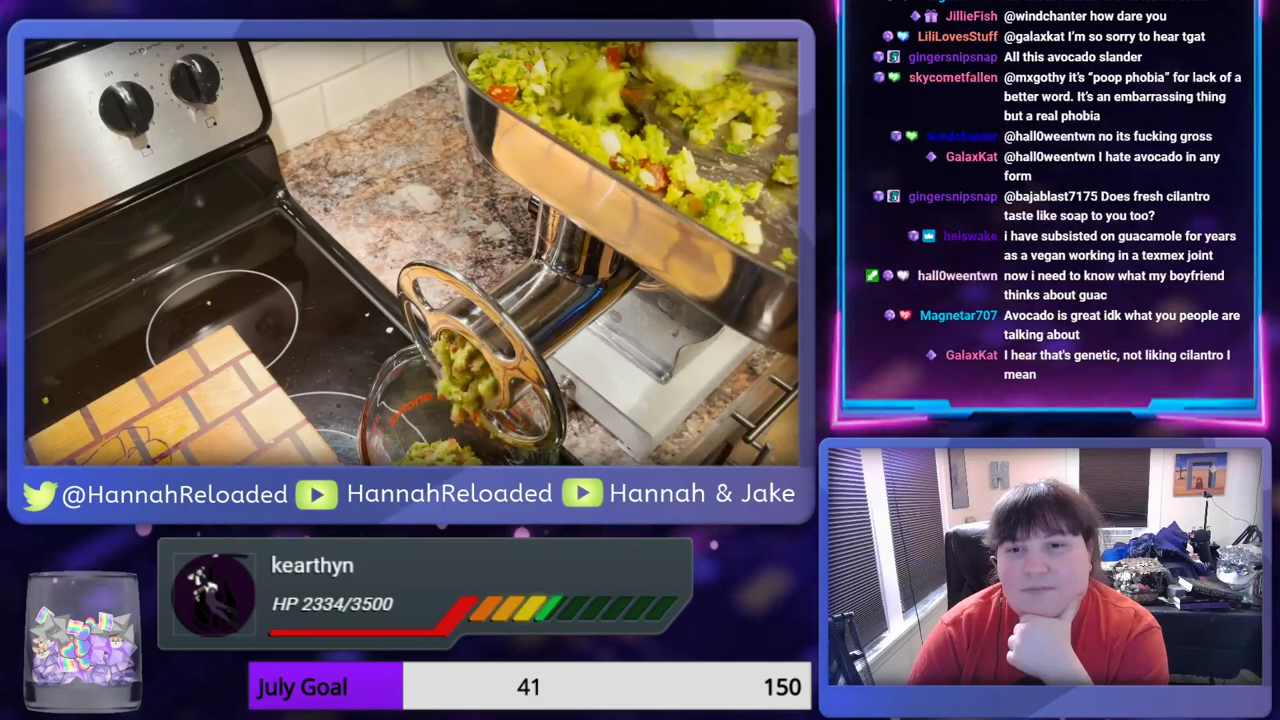 JillieFish @windchanter how dare you
LiliLovesStuff @galaxkat I'm so sorry to hear tgat
gingersnipsnap All this avocado slander
skycometfallen @mxgothy it's "poop phobia" for lack of a
better word. It's an embarrassing thing
but a real phobia
windchanter @hall0weentwn no its fucking gross
GalaxKat @hall0weentwn I hate avocado in any
form
gingersnipsnap @bajablast7175 Does fresh cilantro
taste like soap to you too?
heiswake i have subsisted on guacamole for years
as a vegan working in a texmex joint
hall0weentwn now i need to know what my boyfriend
thinks about guac
Magnetar707 Avocado is great idk what you people are
talking about
GalaxKat I hear that's genetic, not liking cilantro I
mean
@HannahReloaded HannahReloaded Hannah & Jake
kearthyn
HP 2334/3500
July Goal 41 150
H